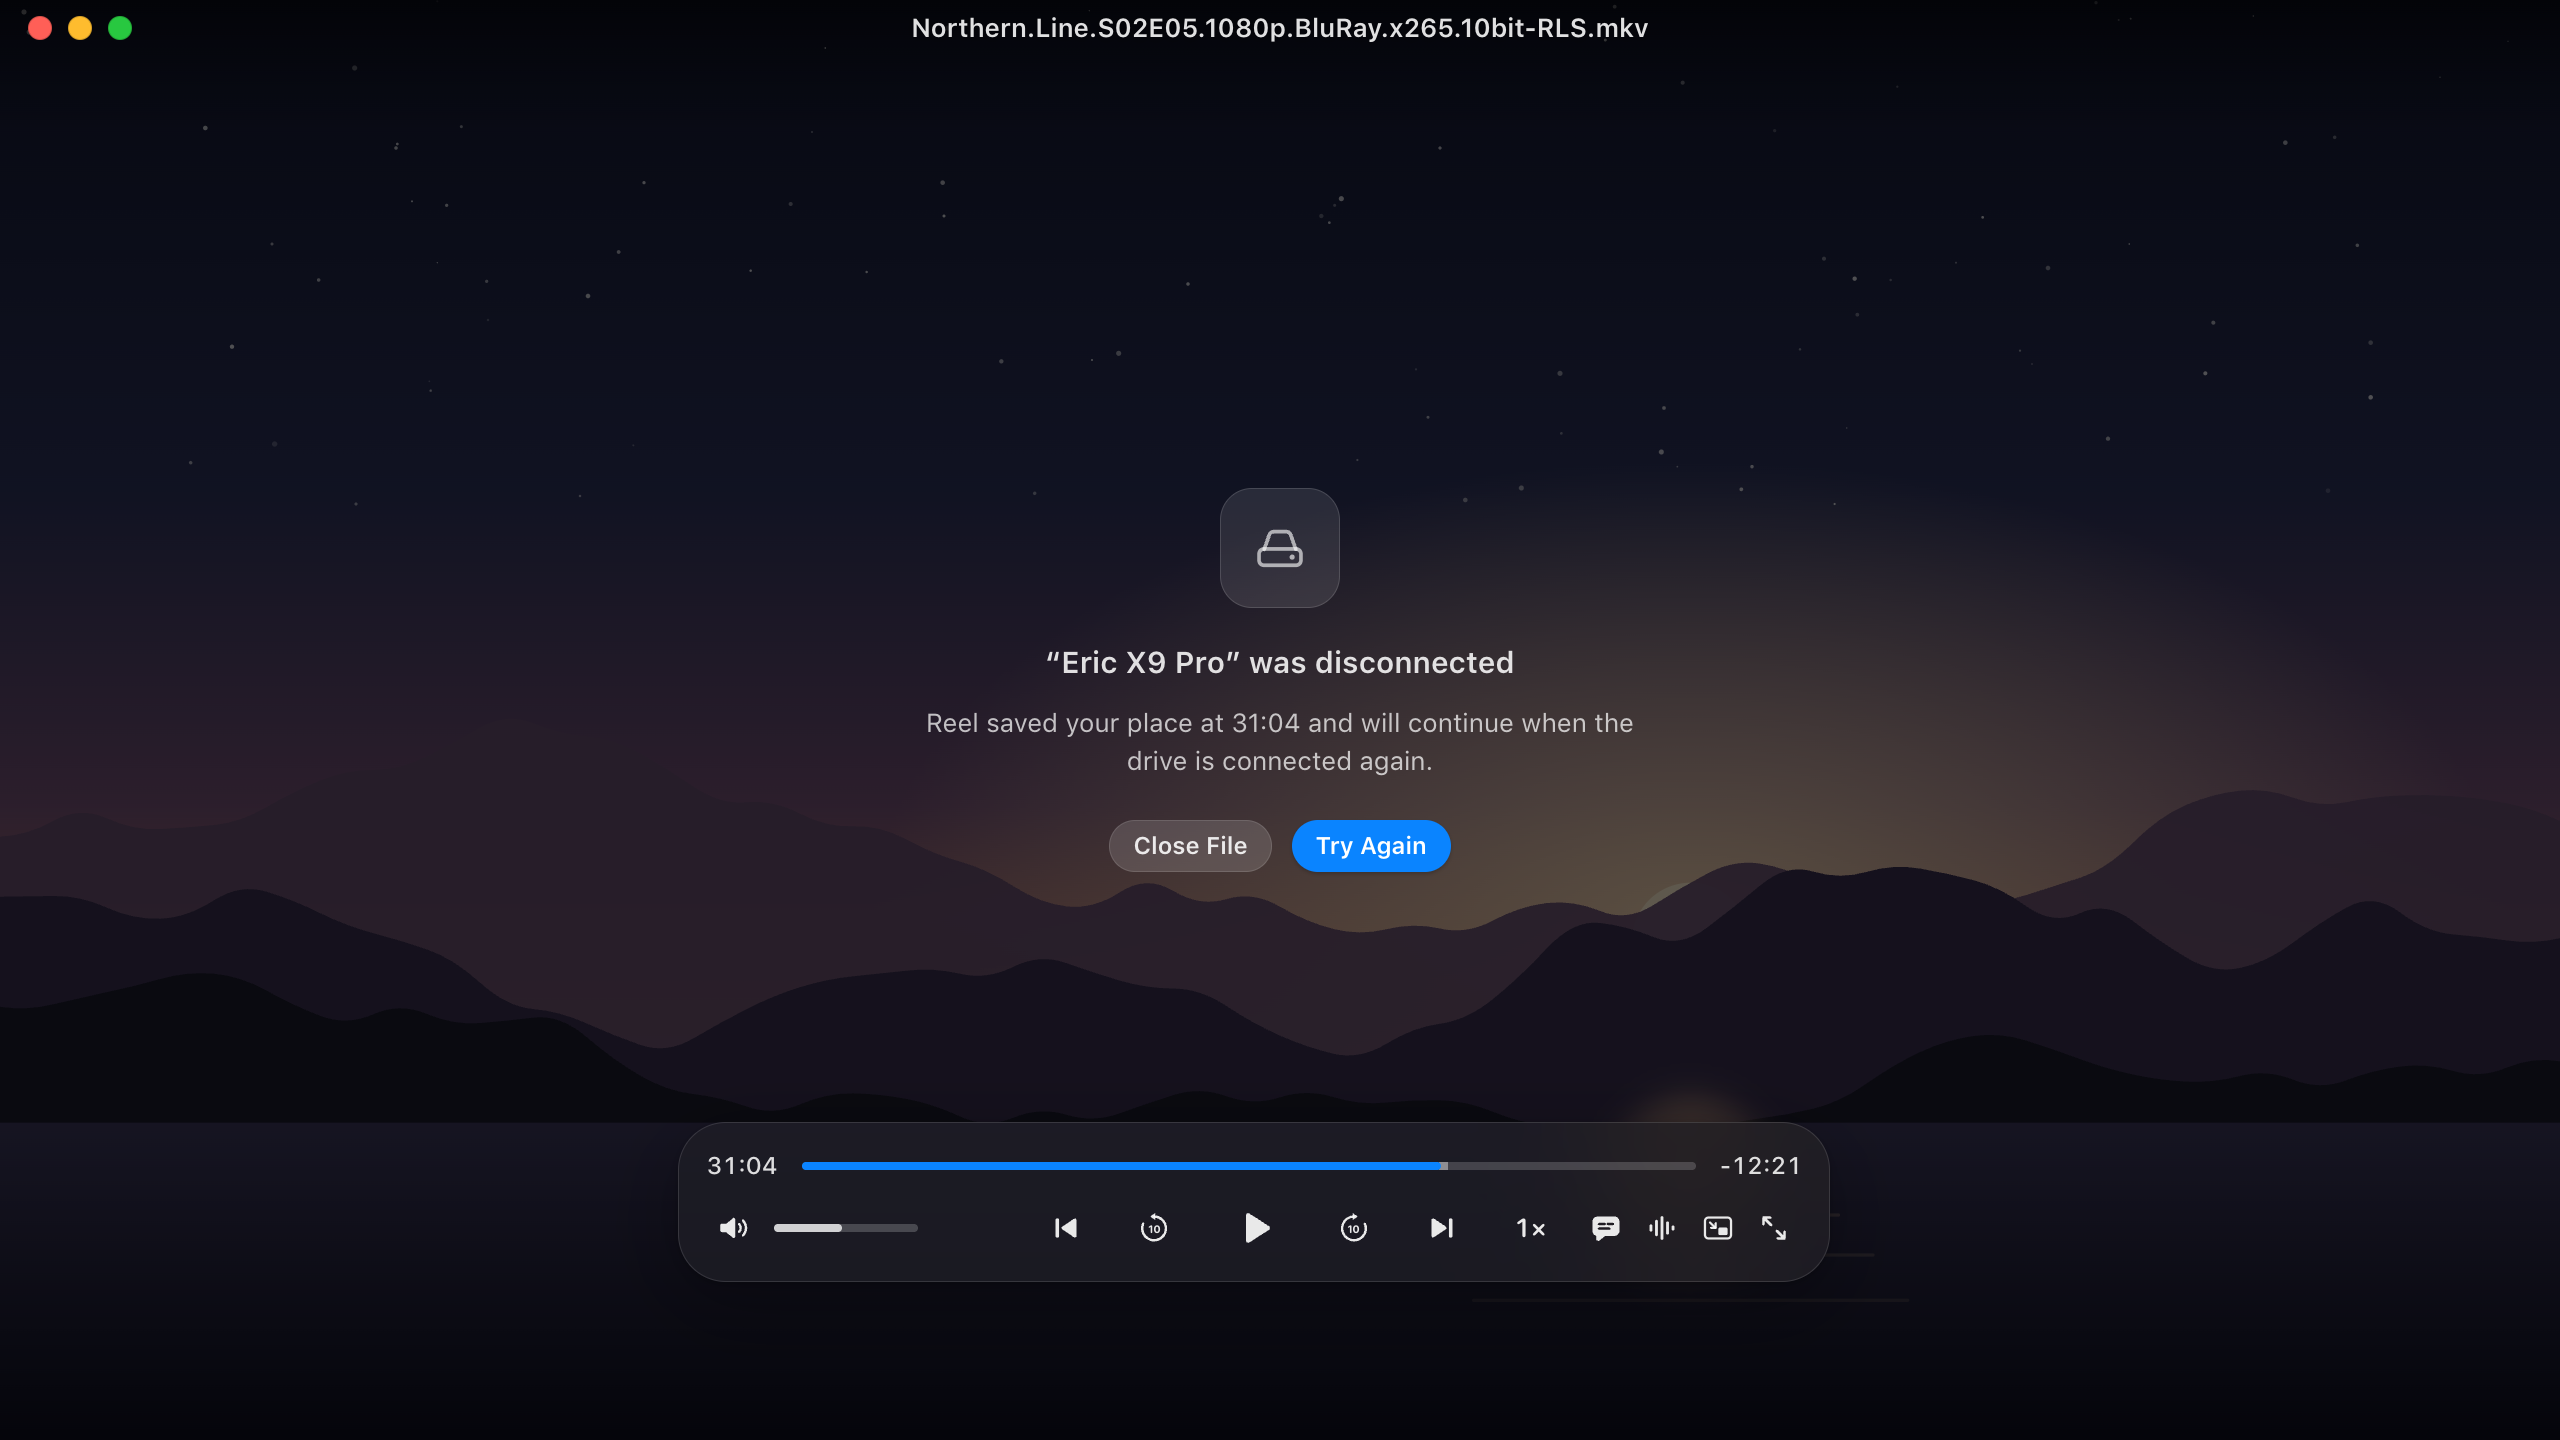 Northern.Line.S02E05.1080p.BluRay.x265.10bit-RLS.mkv
“Eric X9 Pro” was disconnected
Reel saved your place at 31:04 and will continue when the
drive is connected again.
Close File
Try Again
31:04
-12:21
10
10
1×